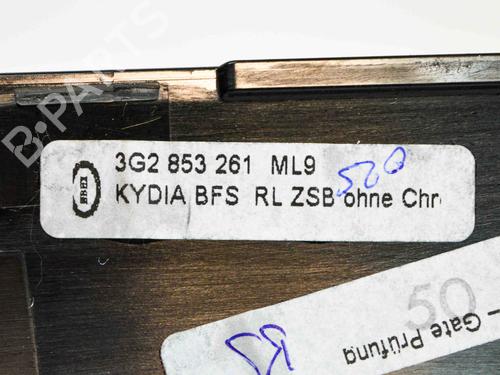 B-PARTS
3G2 853 261 ML9
KYDIA BFS RL ZSB ohne Chr
520
50
- Gate Prüfung